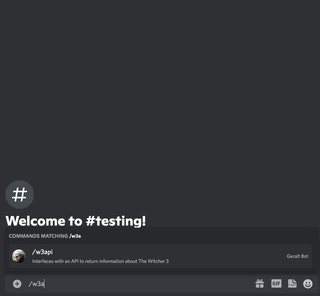 Welcome to #testing!
COMMANDS MATCHING /w3a
/w3api
Interfaces with an API to return information about The Witcher 3
Geralt Bot
/w3a
GIF